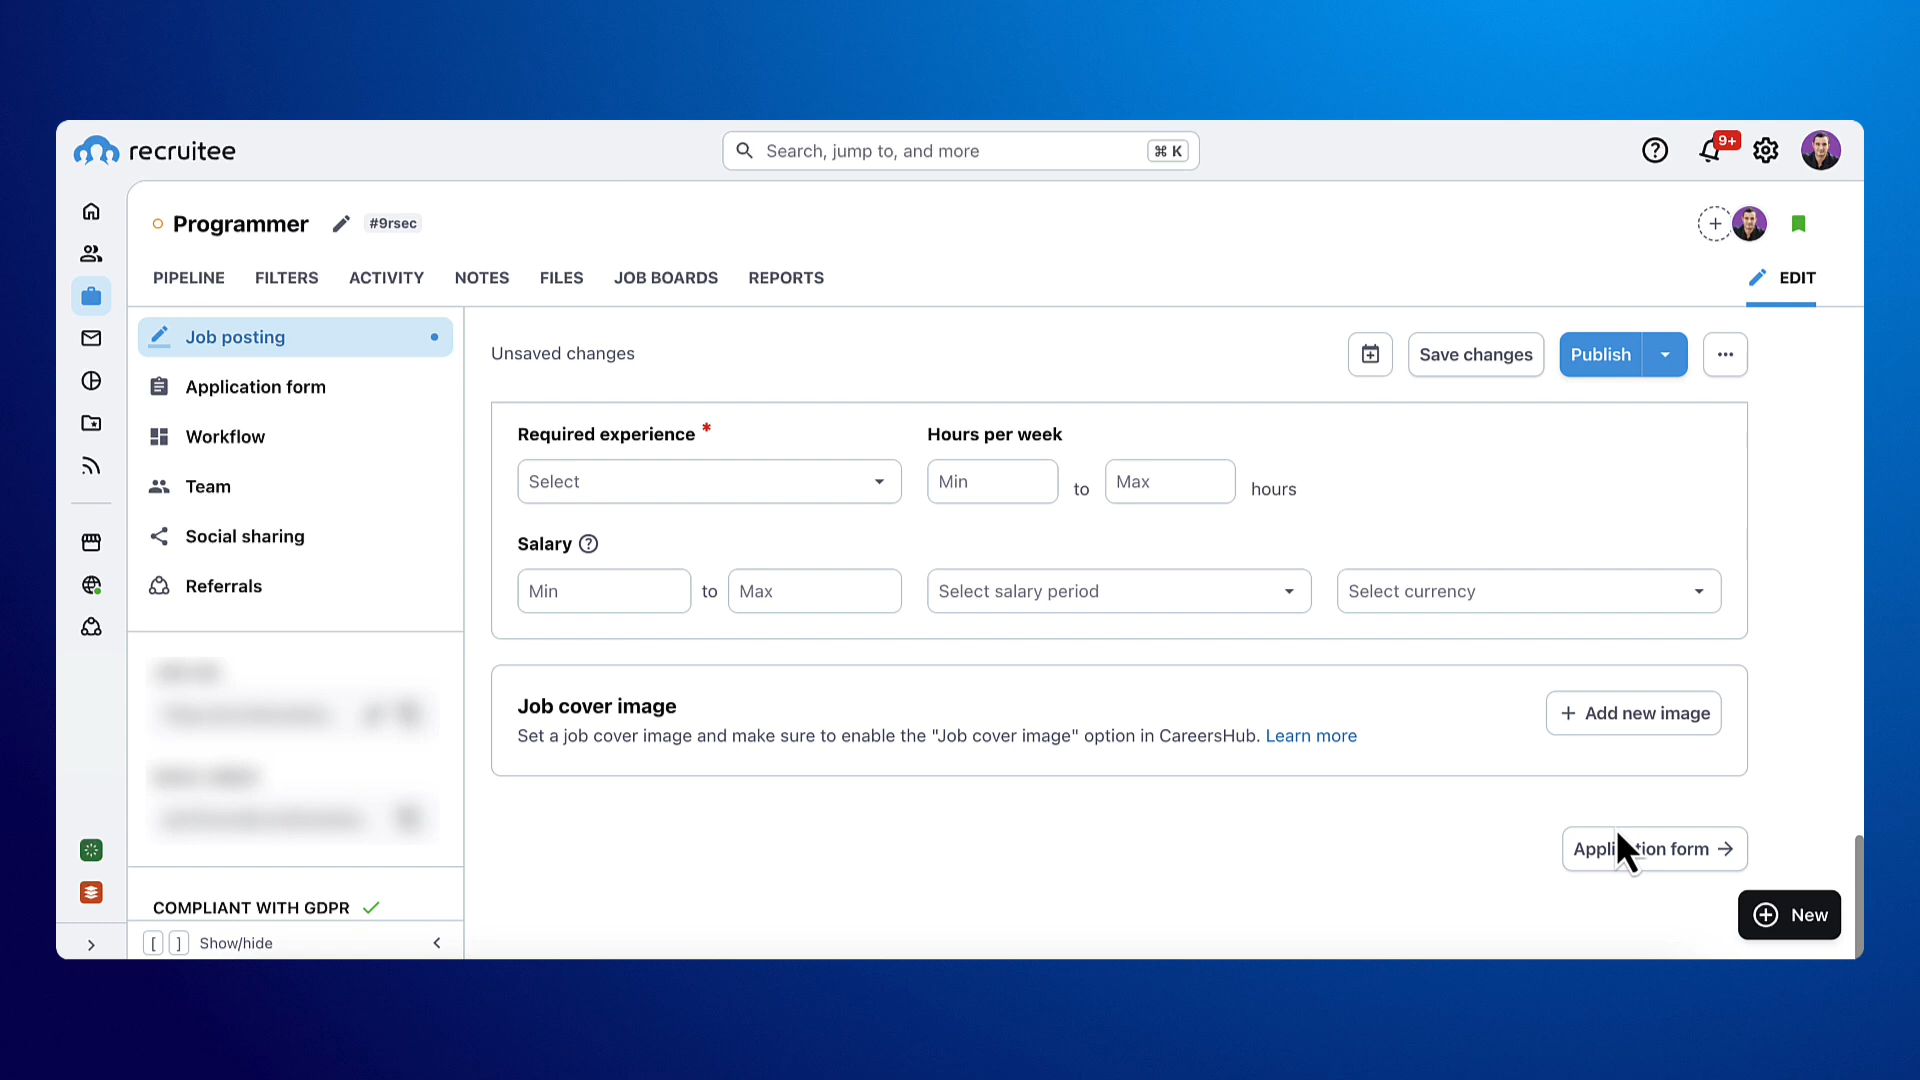 recruitee
Search, jump to, and more
⌘ K
9+
Programmer
#9rsec
PIPELINE
FILTERS
ACTIVITY
NOTES
FILES
JOB BOARDS
REPORTS
EDIT
Job posting
Application form
Workflow
Team
Social sharing
Referrals
COMPLIANT WITH GDPR
[ ] Show/hide
Unsaved changes
Save changes
Publish
Required experience *
Hours per week
Select
Min
to
Max
hours
Salary
Min
to
Max
Select salary period
Select currency
Job cover image
Set a job cover image and make sure to enable the "Job cover image" option in CareersHub. Learn more
+ Add new image
Application form →
New